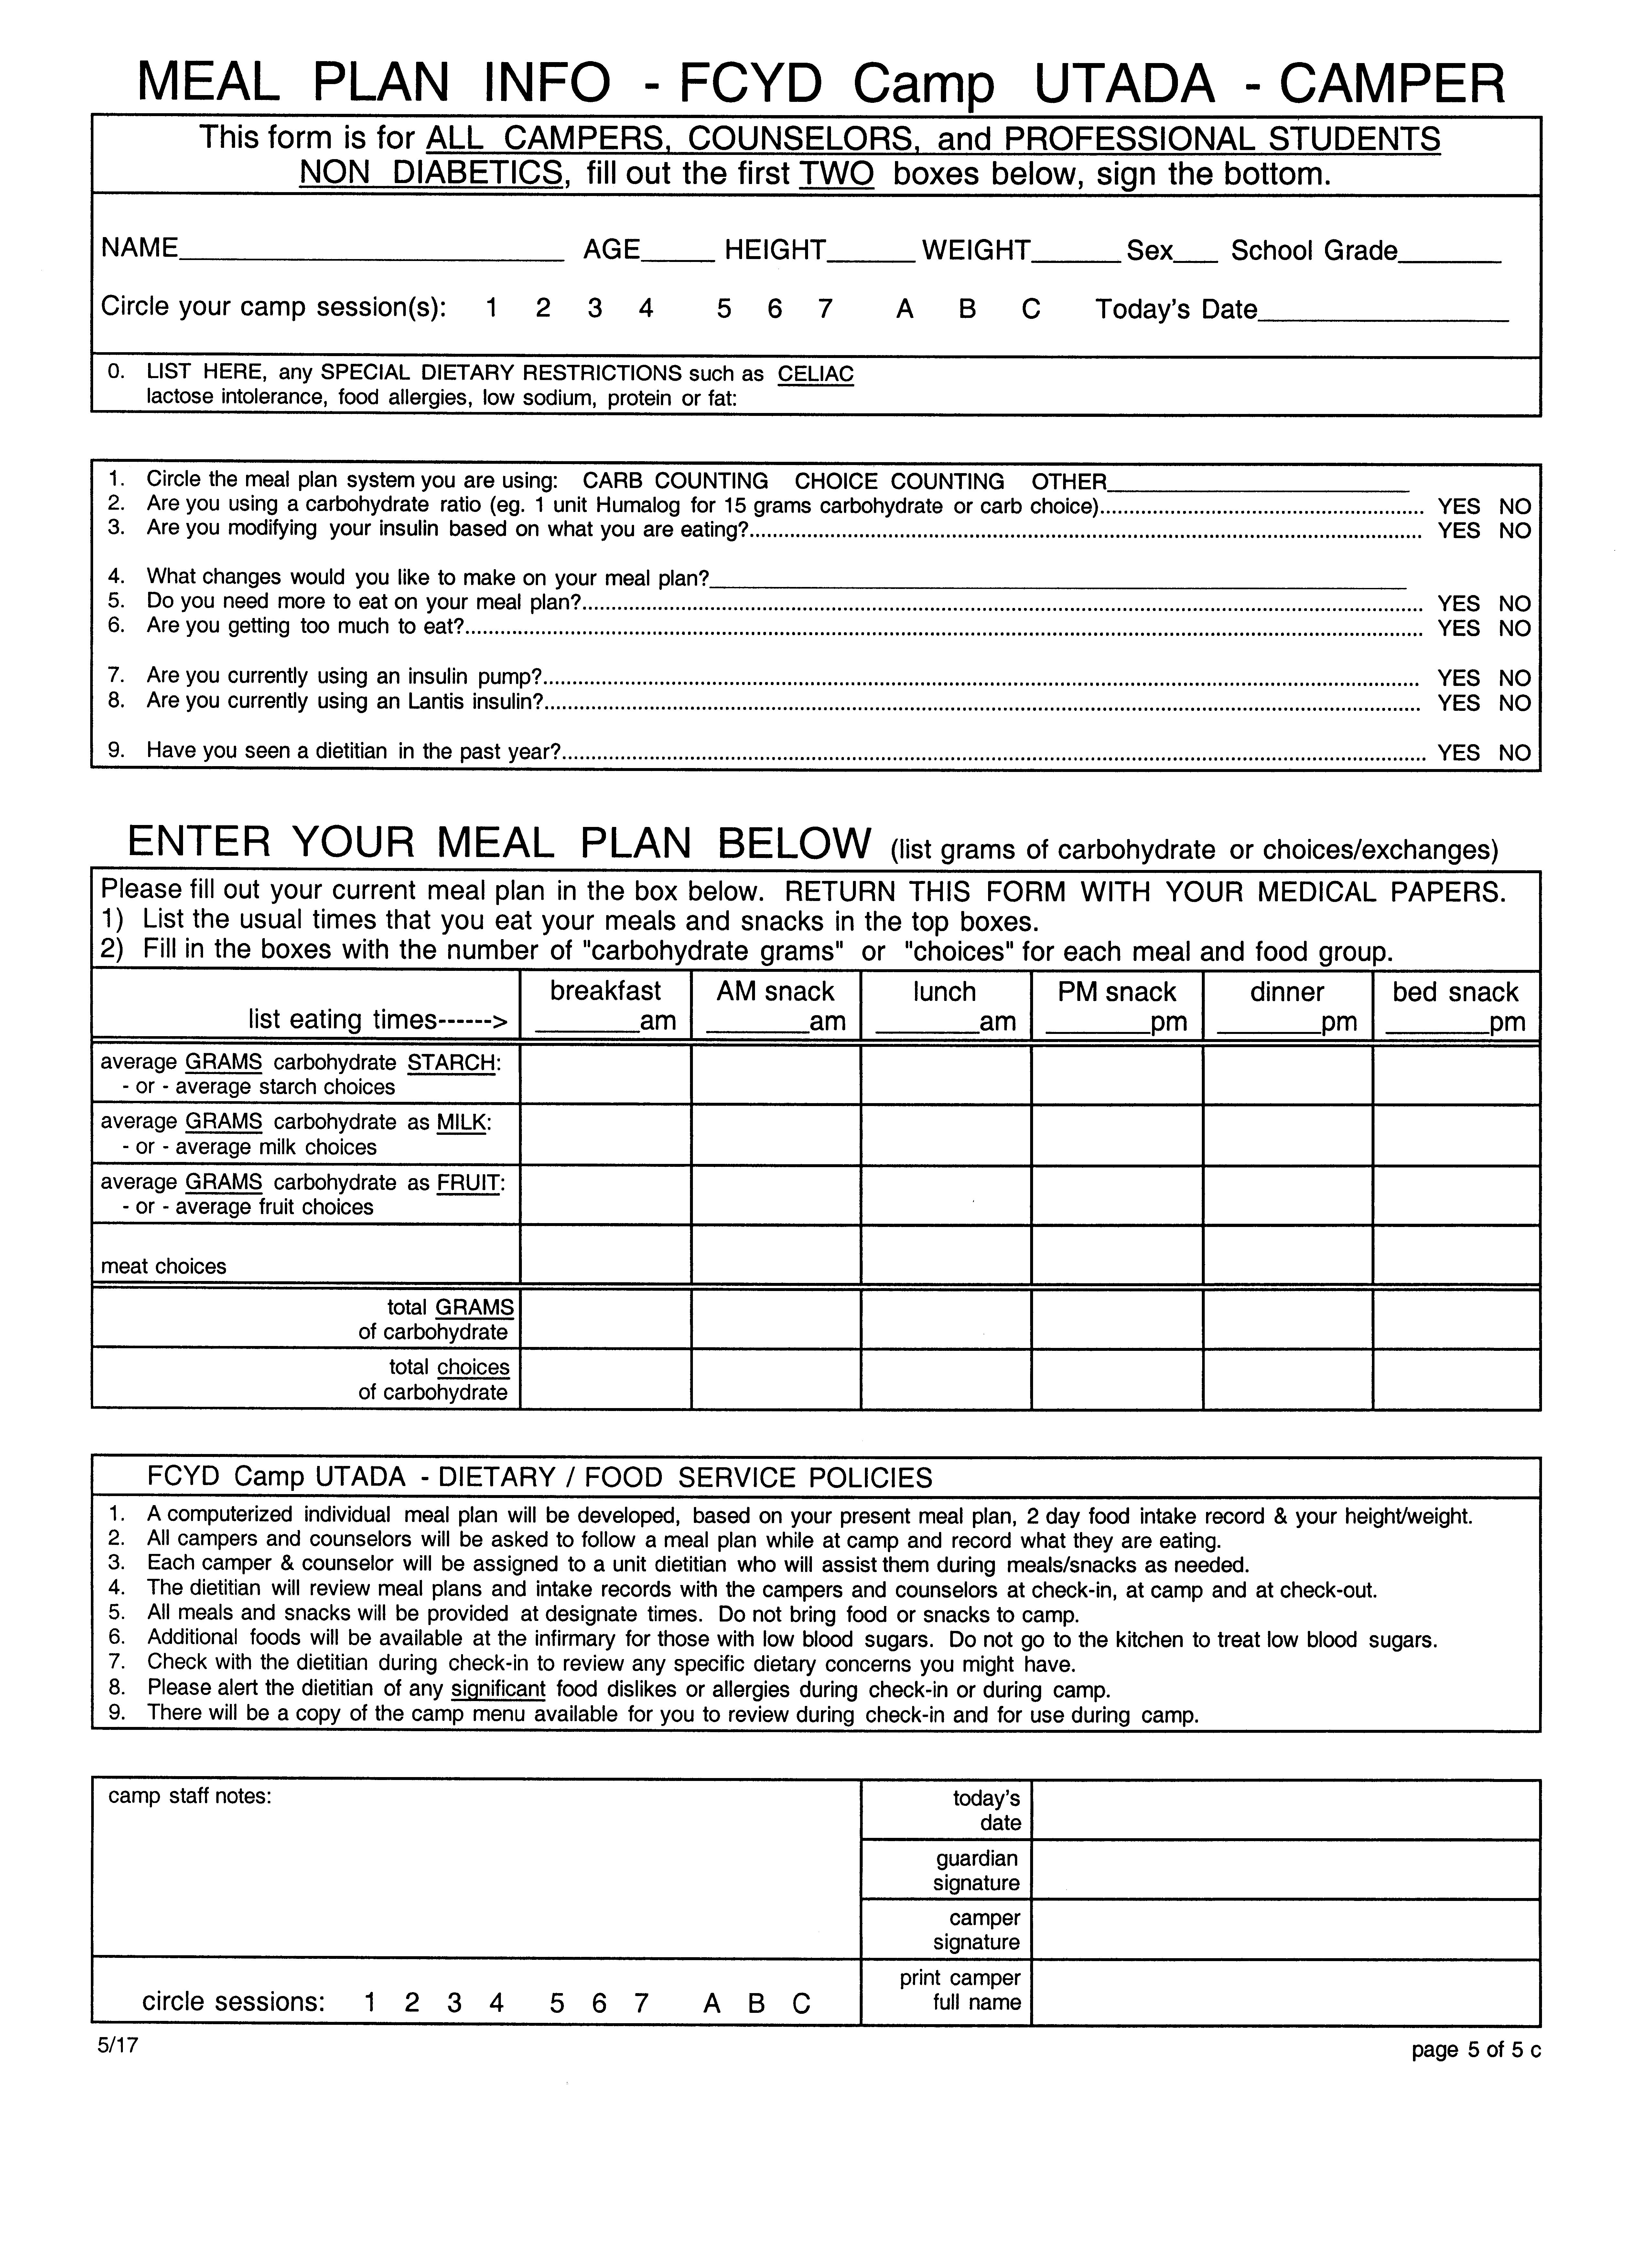 MEAL PLAN INFO - FCYD Camp UTADA - CAMPER
This form is for ALL CAMPERS, COUNSELORS, and PROFESSIONAL STUDENTS
NON DIABETICS, fill out the first TWO boxes below, sign the bottom.
NAME____________________ AGE____ HEIGHT_____ WEIGHT_____ Sex___ School Grade______
Circle your camp session(s): 1 2 3 4 5 6 7 A B C Today's Date______________
0. LIST HERE, any SPECIAL DIETARY RESTRICTIONS such as CELIAC
lactose intolerance, food allergies, low sodium, protein or fat:
1. Circle the meal plan system you are using: CARB COUNTING CHOICE COUNTING OTHER____________________
2. Are you using a carbohydrate ratio (eg. 1 unit Humalog for 15 grams carbohydrate or carb choice)........ YES NO
3. Are you modifying your insulin based on what you are eating?........ YES NO
4. What changes would you like to make on your meal plan?____________________
5. Do you need more to eat on your meal plan?........ YES NO
6. Are you getting too much to eat?........ YES NO
7. Are you currently using an insulin pump?........ YES NO
8. Are you currently using an Lantis insulin?........ YES NO
9. Have you seen a dietitian in the past year?........ YES NO
ENTER YOUR MEAL PLAN BELOW (list grams of carbohydrate or choices/exchanges)
Please fill out your current meal plan in the box below. RETURN THIS FORM WITH YOUR MEDICAL PAPERS.
1) List the usual times that you eat your meals and snacks in the top boxes.
2) Fill in the boxes with the number of "carbohydrate grams" or "choices" for each meal and food group.
breakfast AM snack lunch PM snack dinner bed snack
list eating times------> ______am ______am ______am ______pm ______pm ______pm
average GRAMS carbohydrate STARCH:
- or - average starch choices
average GRAMS carbohydrate as MILK:
- or - average milk choices
average GRAMS carbohydrate as FRUIT:
- or - average fruit choices
meat choices
total GRAMS
of carbohydrate
total choices
of carbohydrate
FCYD Camp UTADA - DIETARY / FOOD SERVICE POLICIES
1. A computerized individual meal plan will be developed, based on your present meal plan, 2 day food intake record & your height/weight.
2. All campers and counselors will be asked to follow a meal plan while at camp and record what they are eating.
3. Each camper & counselor will be assigned to a unit dietitian who will assist them during meals/snacks as needed.
4. The dietitian will review meal plans and intake records with the campers and counselors at check-in, at camp and at check-out.
5. All meals and snacks will be provided at designate times. Do not bring food or snacks to camp.
6. Additional foods will be available at the infirmary for those with low blood sugars. Do not go to the kitchen to treat low blood sugars.
7. Check with the dietitian during check-in to review any specific dietary concerns you might have.
8. Please alert the dietitian of any significant food dislikes or allergies during check-in or during camp.
9. There will be a copy of the camp menu available for you to review during check-in and for use during camp.
camp staff notes:
today's
date
guardian
signature
camper
signature
print camper
full name
circle sessions: 1 2 3 4 5 6 7 A B C
5/17
page 5 of 5 c